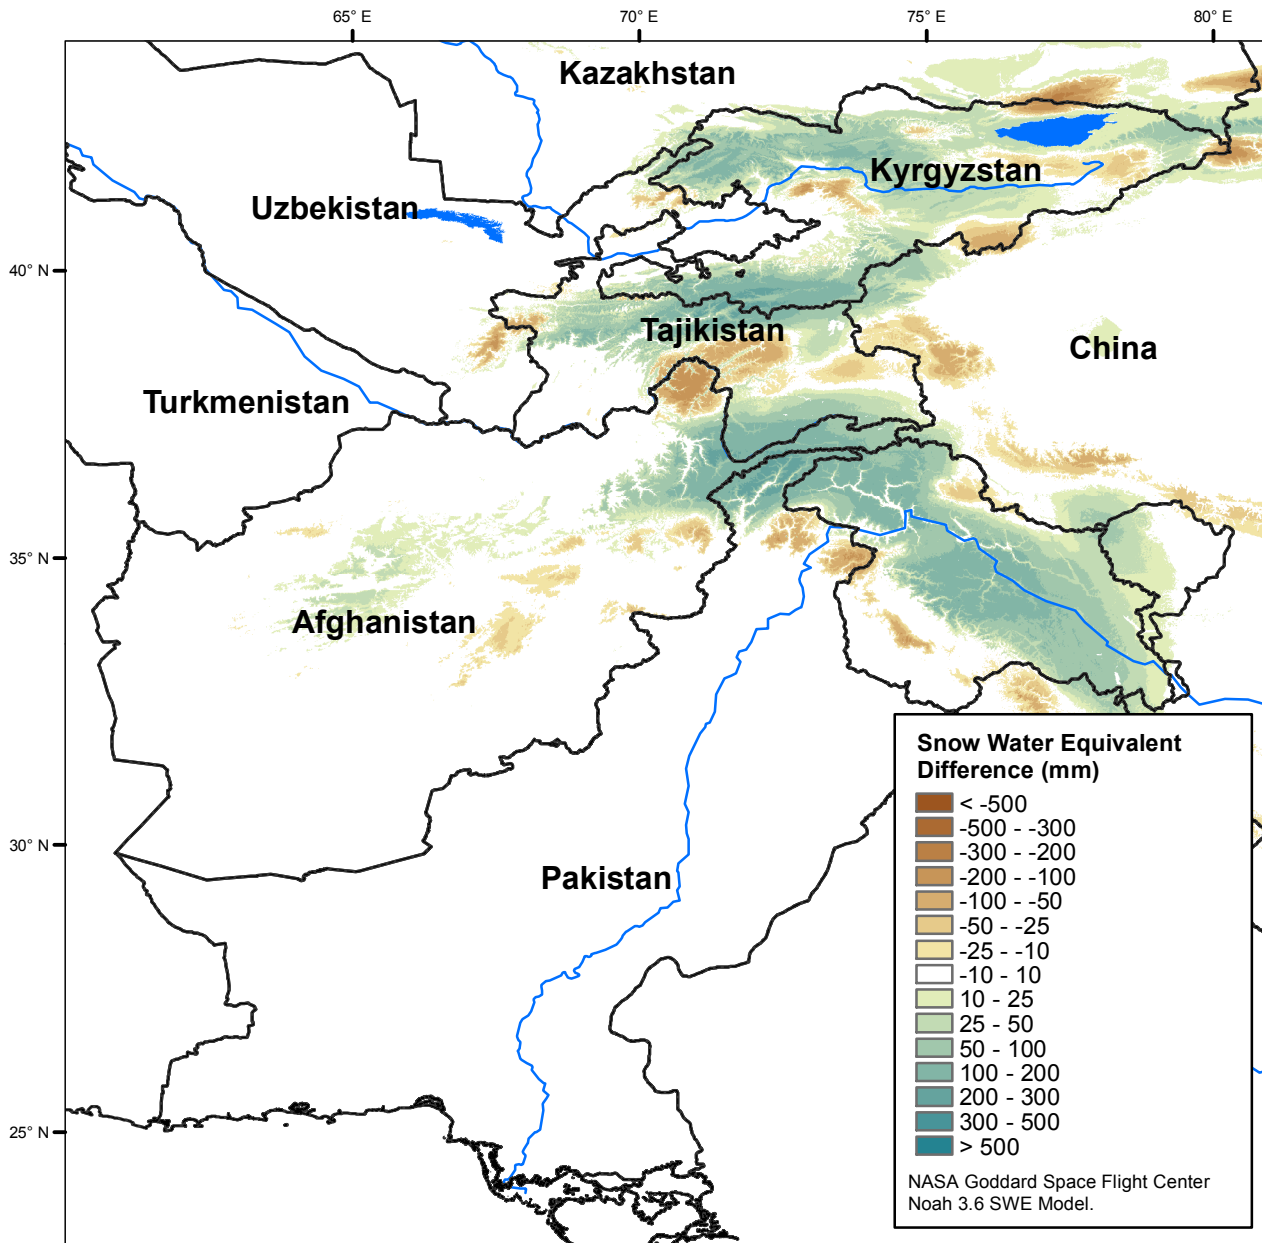 65° E
70° E
75° E
80° E
Kazakhstan
Kyrgyzstan
Uzbekistan
40° N
Tajikistan
China
Turkmenistan
35° N
Afghanistan
Snow Water Equivalent
Difference (mm)
< -500
-500 - -300
-300 - -200
-200 - -100
-100 - -50
-50 - -25
-25 - -10
-10 - 10
10 - 25
25 - 50
50 - 100
100 - 200
200 - 300
300 - 500
> 500
NASA Goddard Space Flight Center
Noah 3.6 SWE Model.
30° N
Pakistan
25° N